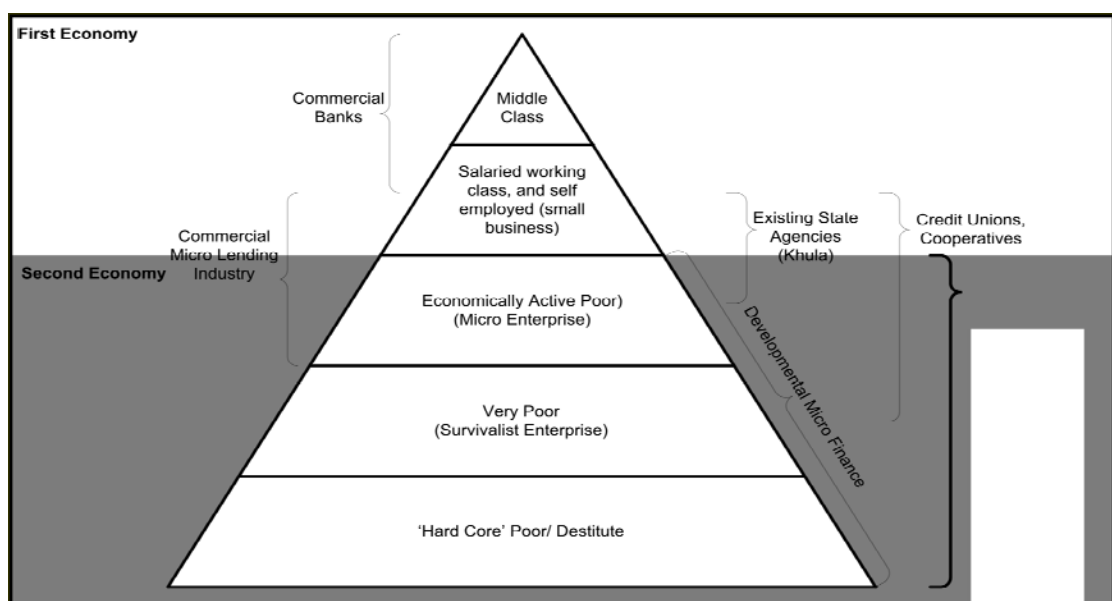 First Economy
Commercial
Banks
Middle
Class
Salaried working
class, and self
employed (small
business)
Existing State
Agencies
(Khula)
Credit Unions,
Cooperatives
Commercial
Micro Lending
Industry
Second Economy
Economically Active Poor)
(Micro Enterprise)
Developmental Micro Finance
Very Poor
(Survivalist Enterprise)
‘Hard Core’ Poor/ Destitute